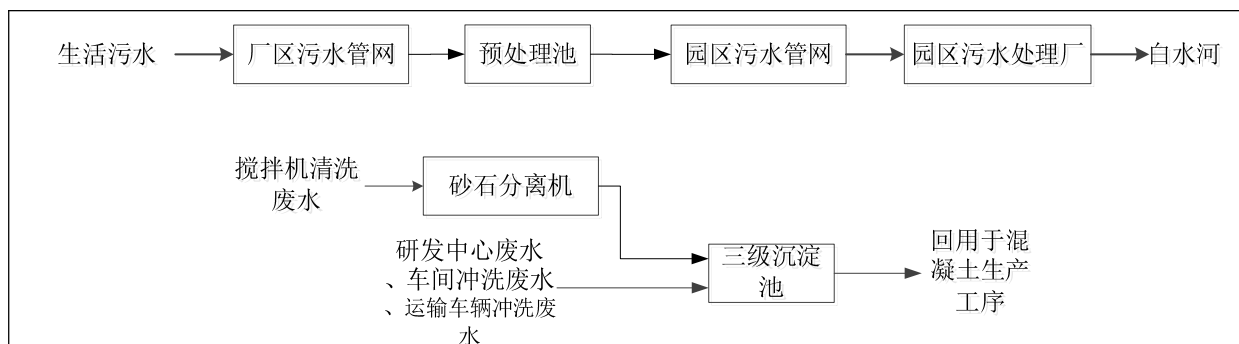 生活污水
厂区污水管网
预处理池
园区污水管网
园区污水处理厂
白水河
搅拌机清洗
废水
砂石分离机
研发中心废水
、车间冲洗废水
、运输车辆冲洗废
水
三级沉淀
池
回用于混
凝土生产
工序